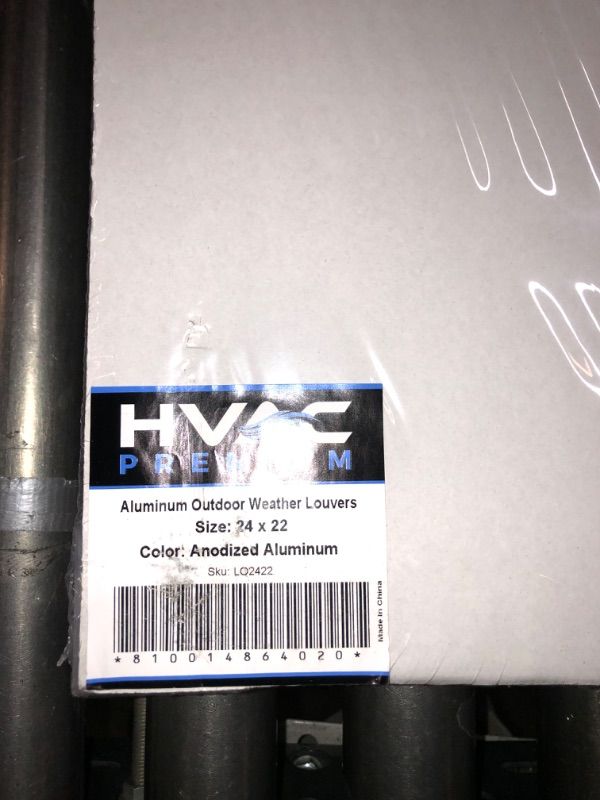 HVAC
PREMIUM
Aluminum Outdoor Weather Louvers
Size: 24 x 22
Color: Anodized Aluminum
Sku: LO2422
*810014864020*
Made in China